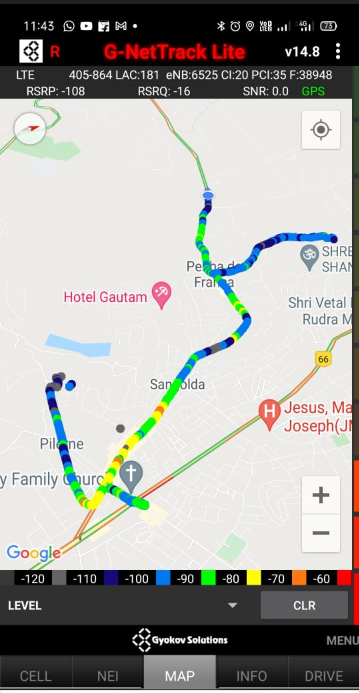 11:43
4G
73
R G-NetTrack Lite v14.8
LTE 405-864 LAC:181 eNB:6525 CI:20 PCI:35 F:38948
RSRP: -108 RSRQ: -16 SNR: 0.0 GPS
SHRE
SHAN
Penha de
Franca
Hotel Gautam
Shri Vetal
Rudra M
66
Sangolda
Jesus, Ma
Joseph(J
Pilerne
y Family Church
+
−
Google
-120 -110 -100 -90 -80 -70 -60
LEVEL CLR
Gyokov Solutions MENU
CELL NEI MAP INFO DRIVE